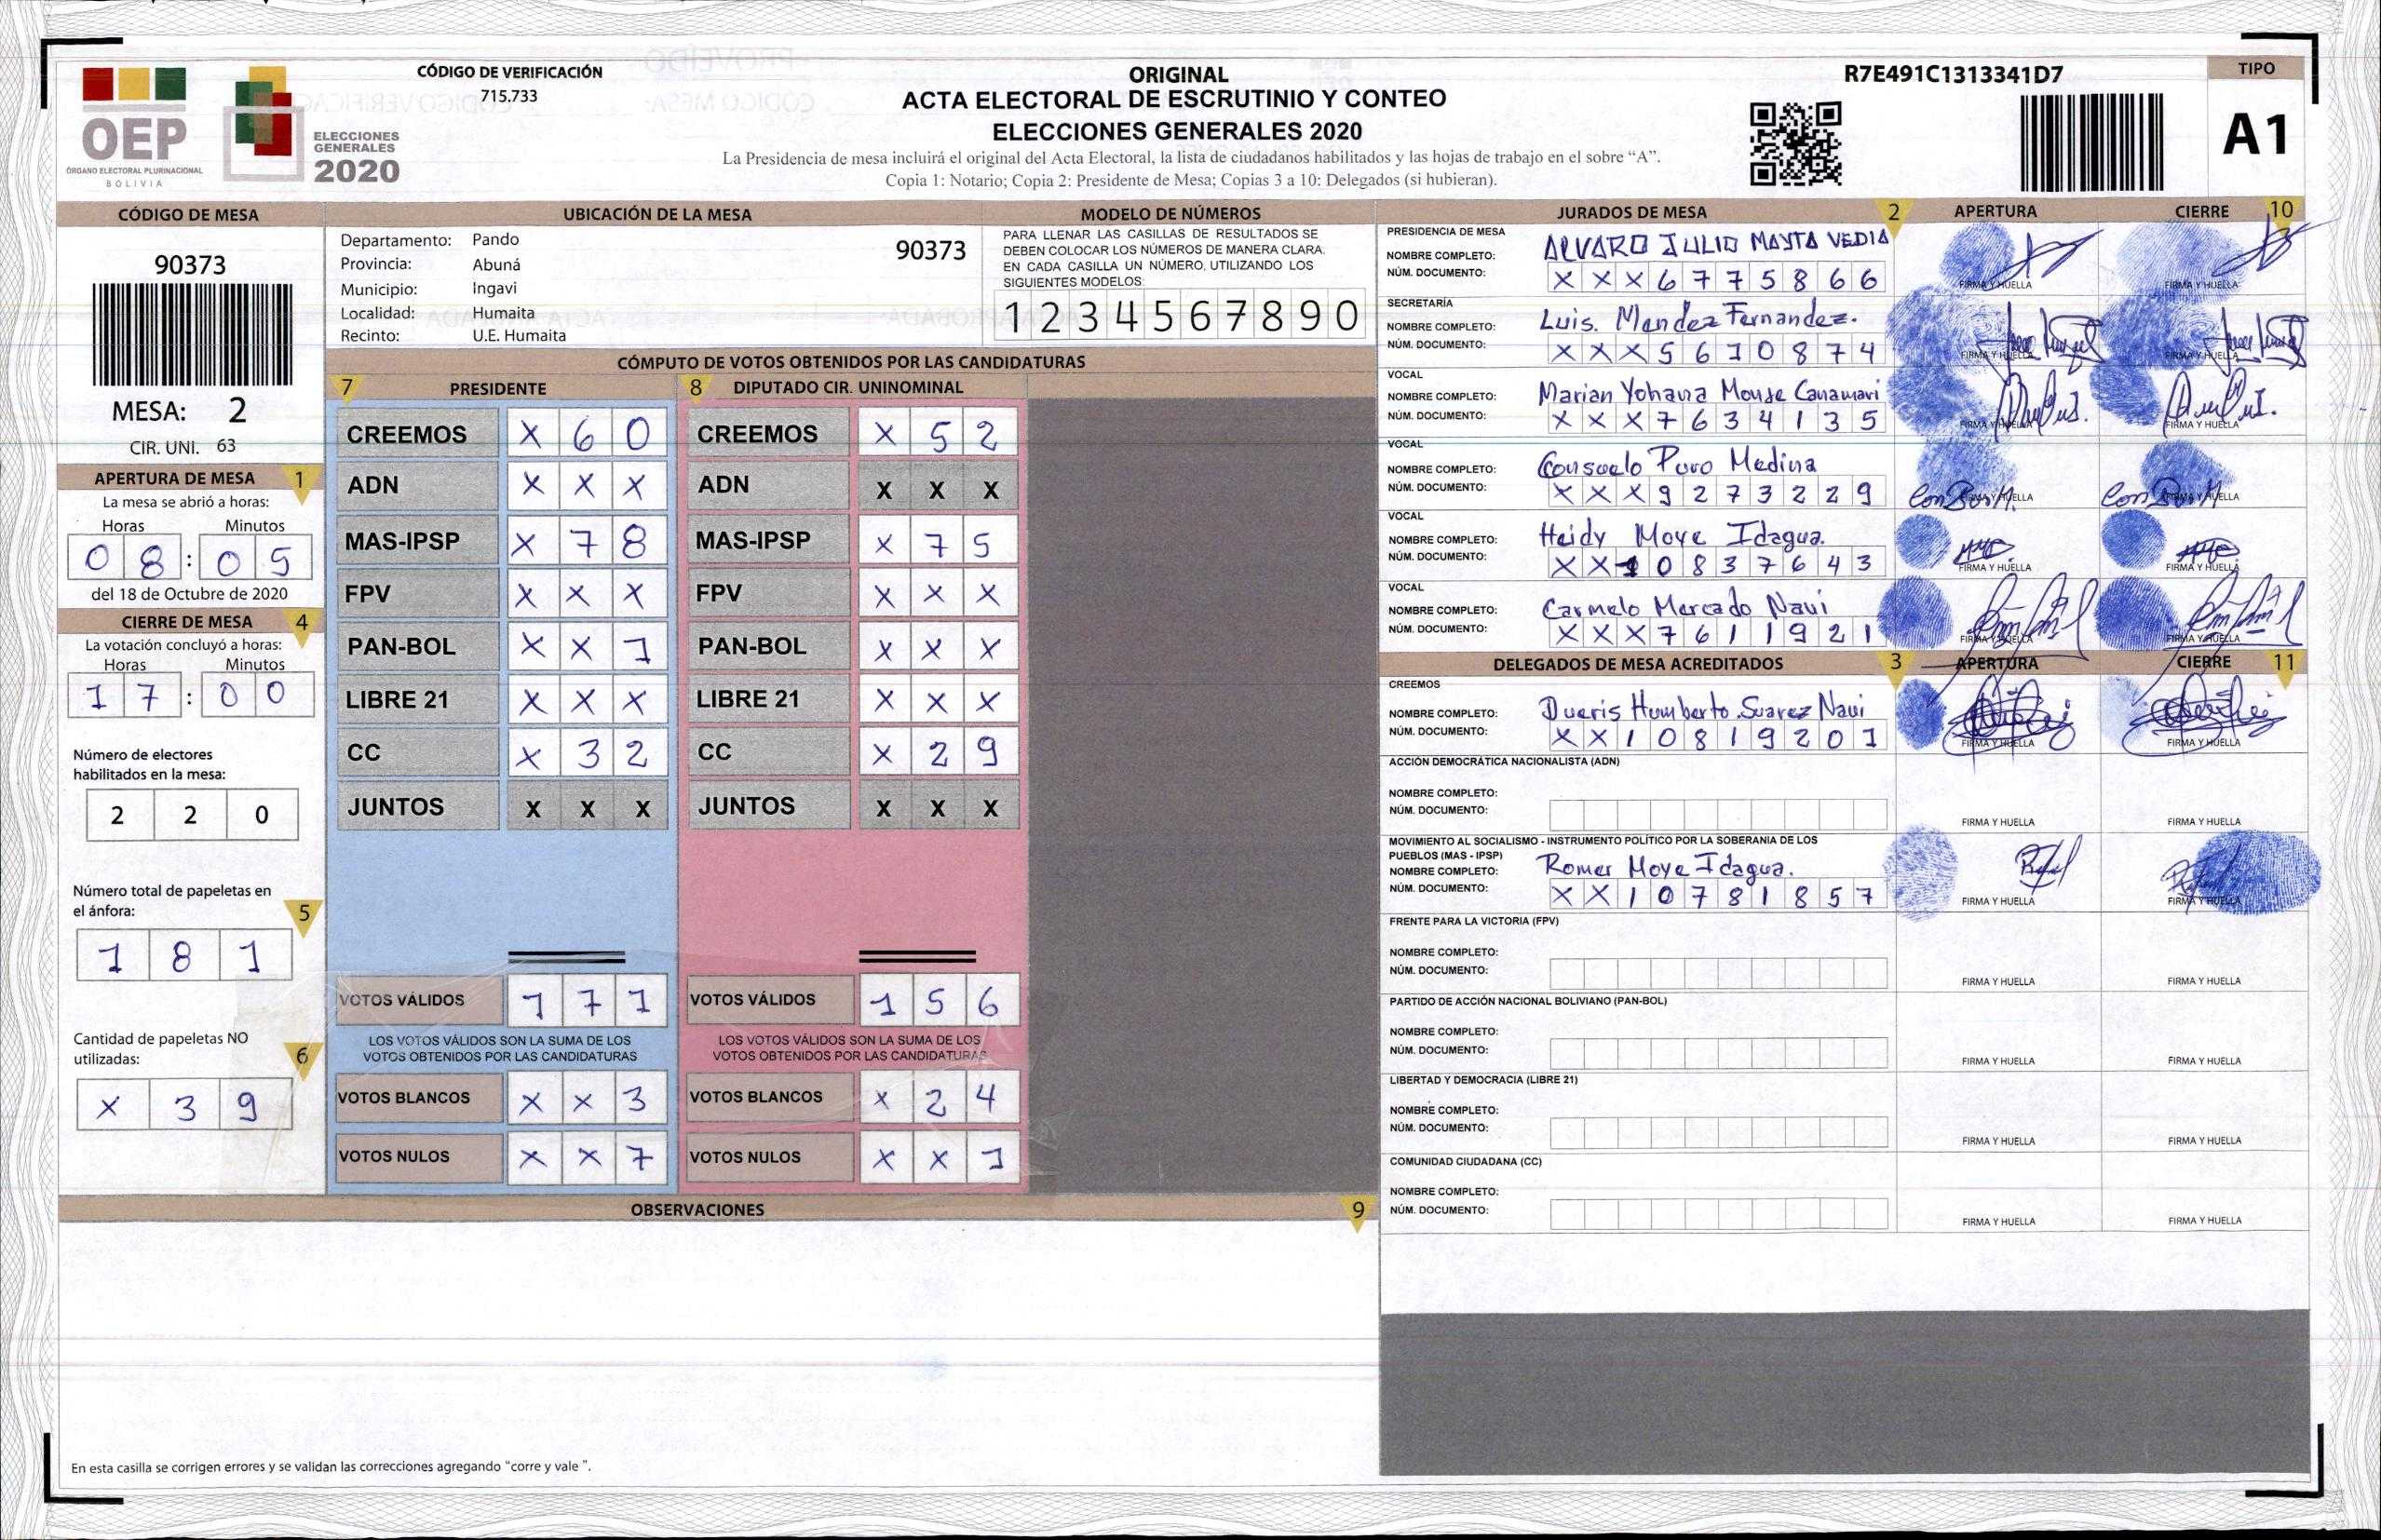 CÓDIGO DE VERIFICACIÓN
715.733
OEP
ÓRGANO ELECTORAL PLURINACIONAL
BOLIVIA
ELECCIONES
GENERALES
2020
ORIGINAL
ACTA ELECTORAL DE ESCRUTINIO Y CONTEO
ELECCIONES GENERALES 2020
La Presidencia de mesa incluirá el original del Acta Electoral, la lista de ciudadanos habilitados y las hojas de trabajo en el sobre “A”.
Copia 1: Notario; Copia 2: Presidente de Mesa; Copias 3 a 10: Delegados (si hubieran).
R7E491C1313341D7
TIPO
A1
CÓDIGO DE MESA
90373
MESA: 2
CIR. UNI. 63
APERTURA DE MESA 1
La mesa se abrió a horas:
Horas Minutos
0 8 : 0 5
del 18 de Octubre de 2020
CIERRE DE MESA 4
La votación concluyó a horas:
Horas Minutos
1 7 : 0 0
Número de electores
habilitados en la mesa:
2 2 0
Número total de papeletas en
el ánfora: 5
1 8 1
Cantidad de papeletas NO
utilizadas: 6
X 3 9
UBICACIÓN DE LA MESA
Departamento: Pando
Provincia: Abuná
Municipio: Ingavi
Localidad: Humaita
Recinto: U.E. Humaita
90373
MODELO DE NÚMEROS
PARA LLENAR LAS CASILLAS DE RESULTADOS SE
DEBEN COLOCAR LOS NÚMEROS DE MANERA CLARA.
EN CADA CASILLA UN NÚMERO, UTILIZANDO LOS
SIGUIENTES MODELOS:
1 2 3 4 5 6 7 8 9 0
CÓMPUTO DE VOTOS OBTENIDOS POR LAS CANDIDATURAS
7 PRESIDENTE
CREEMOS X 6 0
ADN X X X
MAS-IPSP X 7 8
FPV X X X
PAN-BOL X X 1
LIBRE 21 X X X
CC X 3 2
JUNTOS X X X
VOTOS VÁLIDOS 1 7 1
LOS VOTOS VÁLIDOS SON LA SUMA DE LOS
VOTOS OBTENIDOS POR LAS CANDIDATURAS
VOTOS BLANCOS X X 3
VOTOS NULOS X X 7
8 DIPUTADO CIR. UNINOMINAL
CREEMOS X 5 2
ADN X X X
MAS-IPSP X 7 5
FPV X X X
PAN-BOL X X X
LIBRE 21 X X X
CC X 2 9
JUNTOS X X X
VOTOS VÁLIDOS 1 5 6
LOS VOTOS VÁLIDOS SON LA SUMA DE LOS
VOTOS OBTENIDOS POR LAS CANDIDATURAS
VOTOS BLANCOS X 2 4
VOTOS NULOS X X 1
OBSERVACIONES 9
En esta casilla se corrigen errores y se validan las correcciones agregando “corre y vale ”.
JURADOS DE MESA 2 APERTURA CIERRE 10
PRESIDENCIA DE MESA
NOMBRE COMPLETO: ALVARO JULIO MAYTA VEDIA
NÚM. DOCUMENTO: X X X 6 7 7 5 8 6 6
FIRMA Y HUELLA FIRMA Y HUELLA
SECRETARÍA
NOMBRE COMPLETO: Luis. Mendez Fernandez.
NÚM. DOCUMENTO: X X X 5 6 1 0 8 7 4
FIRMA Y HUELLA FIRMA Y HUELLA
VOCAL
NOMBRE COMPLETO: Marian Yohana Canamari
NÚM. DOCUMENTO: X X X 7 6 3 4 1 3 5
FIRMA Y HUELLA FIRMA Y HUELLA
VOCAL
NOMBRE COMPLETO: Consuelo Puro Medina
NÚM. DOCUMENTO: X X X 9 2 7 3 2 2 9
FIRMA Y HUELLA FIRMA Y HUELLA
VOCAL
NOMBRE COMPLETO: Heidy Moye Idagua.
NÚM. DOCUMENTO: X X 1 0 8 3 7 6 4 3
FIRMA Y HUELLA FIRMA Y HUELLA
VOCAL
NOMBRE COMPLETO: Carmelo Mercado Navi
NÚM. DOCUMENTO: X X X 7 6 1 1 9 2 1
FIRMA Y HUELLA FIRMA Y HUELLA
DELEGADOS DE MESA ACREDITADOS 3 APERTURA CIERRE 11
CREEMOS
NOMBRE COMPLETO: Dueris Humberto Suarez Navi
NÚM. DOCUMENTO: X X 1 0 8 1 9 2 0 1
FIRMA Y HUELLA FIRMA Y HUELLA
ACCIÓN DEMOCRÁTICA NACIONALISTA (ADN)
NOMBRE COMPLETO:
NÚM. DOCUMENTO:
FIRMA Y HUELLA FIRMA Y HUELLA
MOVIMIENTO AL SOCIALISMO - INSTRUMENTO POLÍTICO POR LA SOBERANIA DE LOS
PUEBLOS (MAS - IPSP)
NOMBRE COMPLETO: Romer Moye Idagua.
NÚM. DOCUMENTO: X X 1 0 7 8 1 8 5 7
FIRMA Y HUELLA FIRMA Y HUELLA
FRENTE PARA LA VICTORIA (FPV)
NOMBRE COMPLETO:
NÚM. DOCUMENTO:
FIRMA Y HUELLA FIRMA Y HUELLA
PARTIDO DE ACCIÓN NACIONAL BOLIVIANO (PAN-BOL)
NOMBRE COMPLETO:
NÚM. DOCUMENTO:
FIRMA Y HUELLA FIRMA Y HUELLA
LIBERTAD Y DEMOCRACIA (LIBRE 21)
NOMBRE COMPLETO:
NÚM. DOCUMENTO:
FIRMA Y HUELLA FIRMA Y HUELLA
COMUNIDAD CIUDADANA (CC)
NOMBRE COMPLETO:
NÚM. DOCUMENTO:
FIRMA Y HUELLA FIRMA Y HUELLA